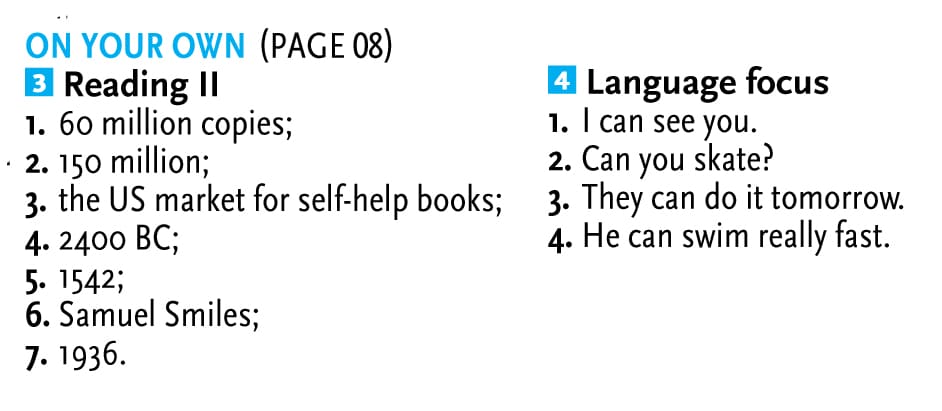 ON YOUR OWN (PAGE 08)
3 Reading II
1. 60 million copies;
2. 150 million;
3. the US market for self-help books;
4. 2400 BC;
5. 1542;
6. Samuel Smiles;
7. 1936.
4 Language focus
1. I can see you.
2. Can you skate?
3. They can do it tomorrow.
4. He can swim really fast.